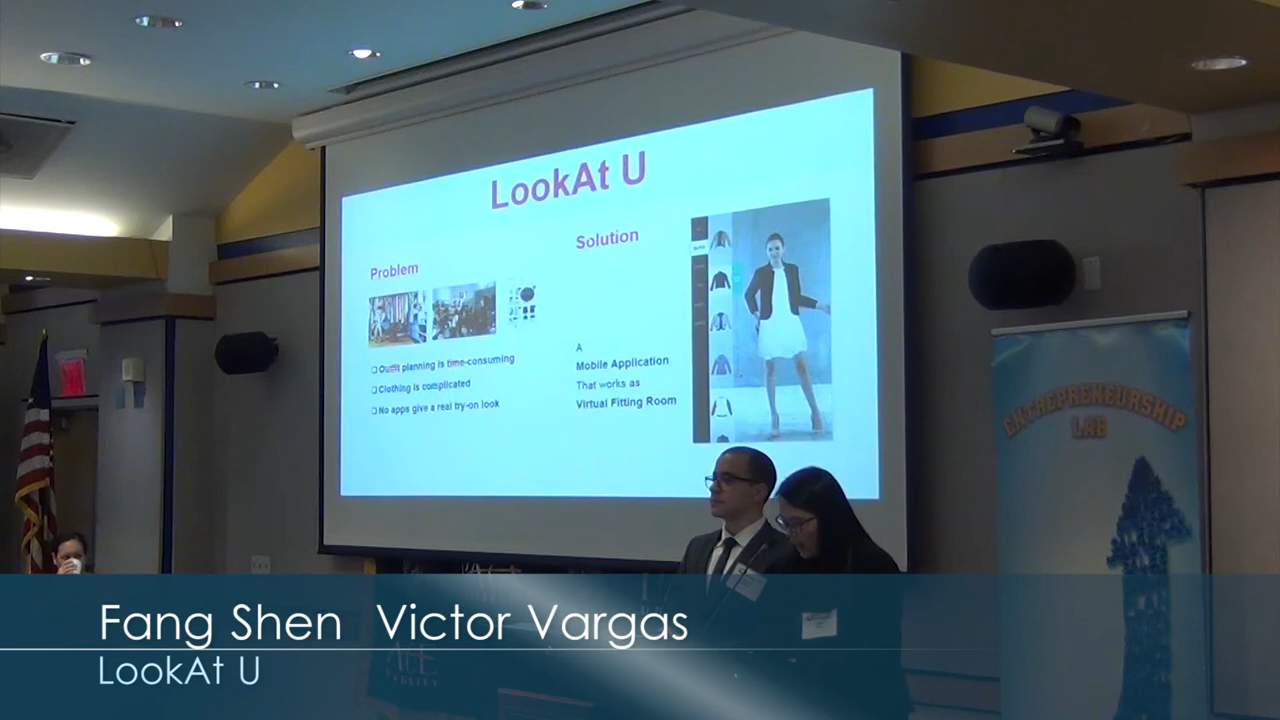 LookAt U
Problem
Solution
❑ Outfit planning is time-consuming
❑ Clothing is complicated
❑ No apps give a real try-on look
A
Mobile Application
That works as
Virtual Fitting Room
ENTREPRENEURSHIP
LAB
Fang Shen Victor Vargas
LookAt U